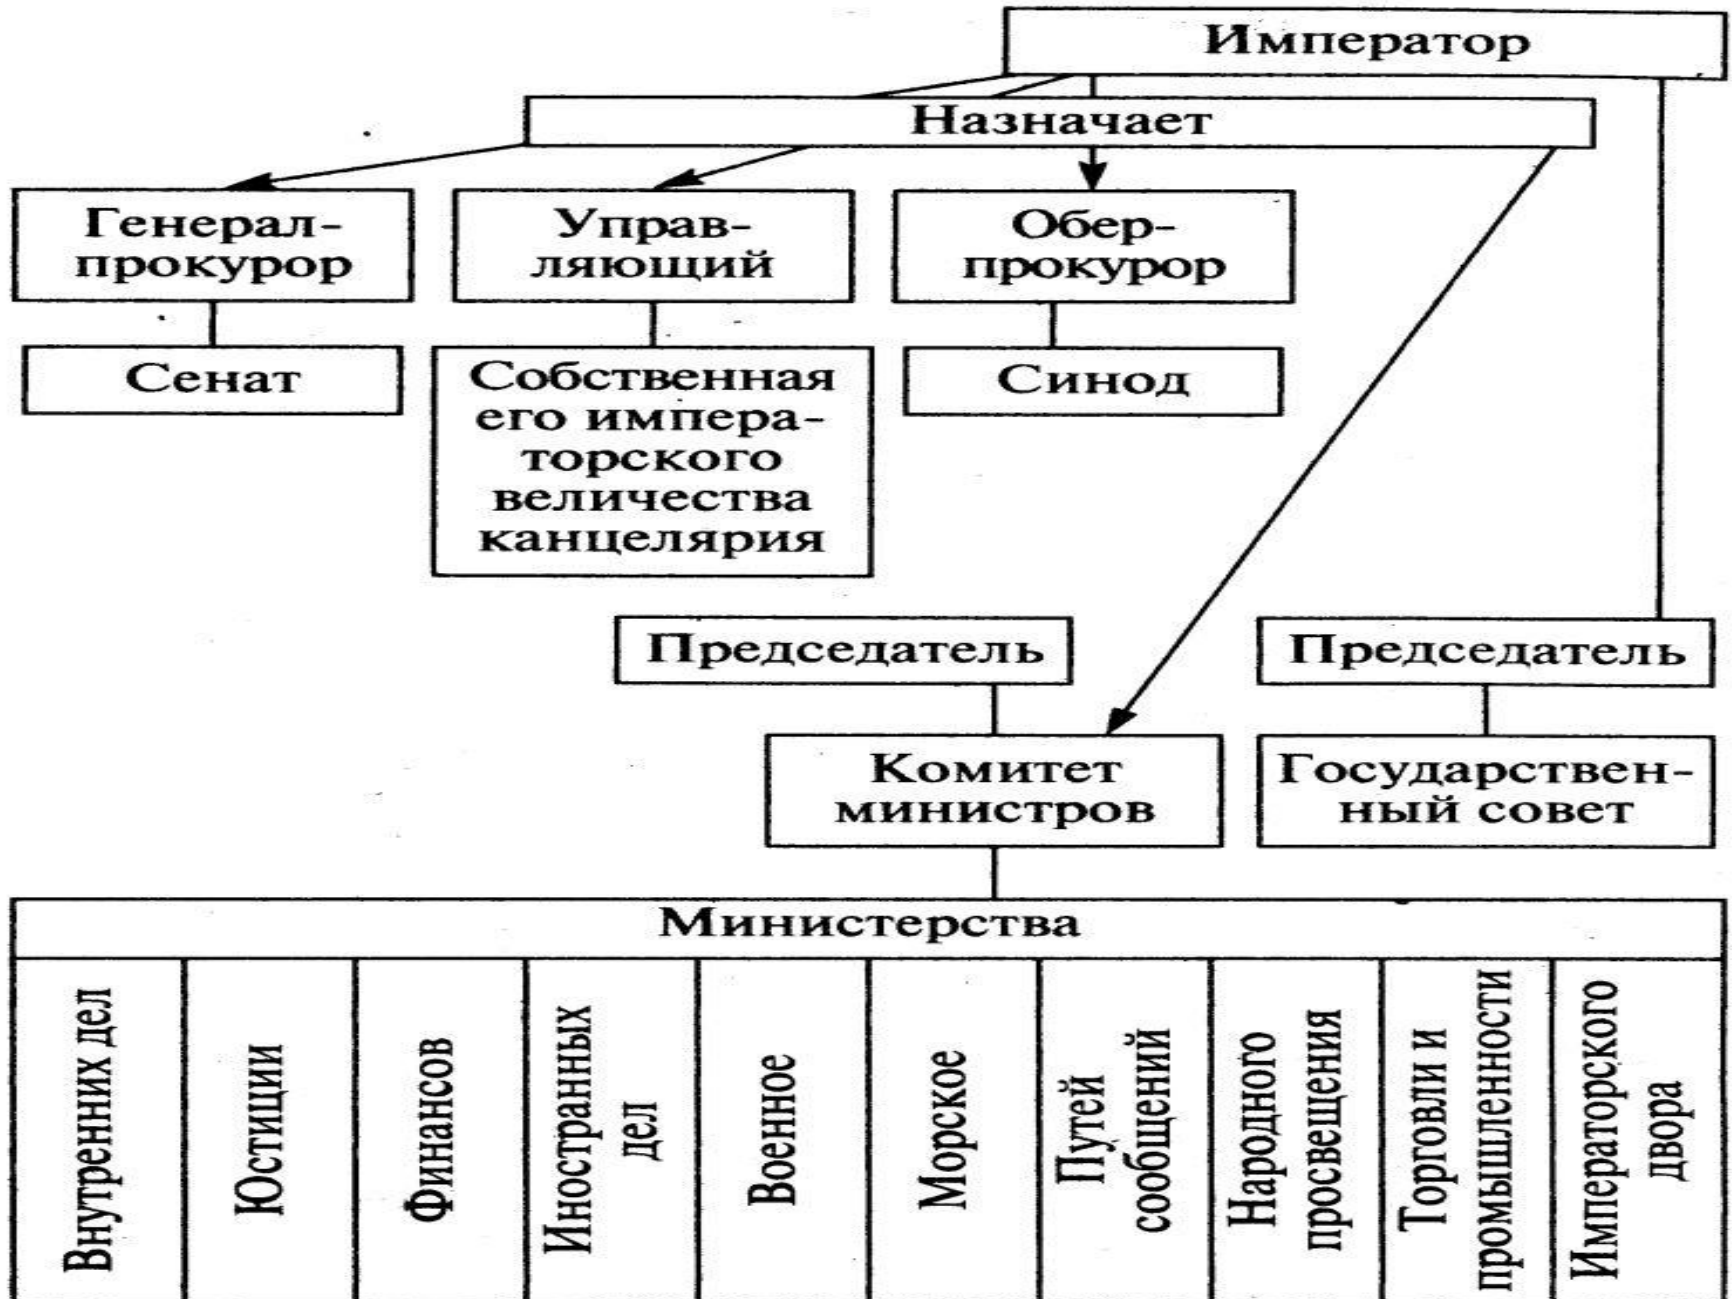 Император
Назначает
Генерал-
прокурор
Управ-
ляющий
Обер-
прокурор
Сенат
Собственная
его импера-
торского
величества
канцелярия
Синод
Председатель
Председатель
Комитет
министров
Государствен-
ный совет
Министерства
Внутренних дел
Юстиции
Финансов
Иностранных
дел
Военное
Морское
Путей
сообщений
Народного
просвещения
Торговли и
промышленности
Императорского
двора